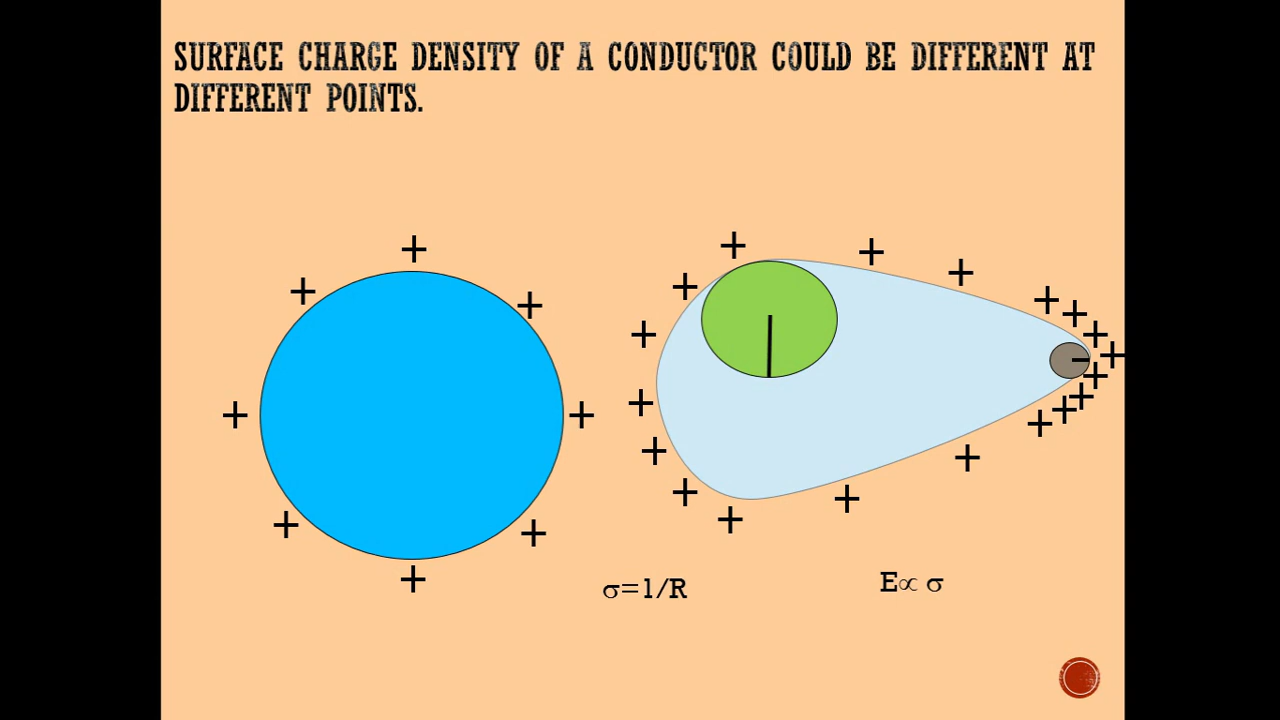 SURFACE CHARGE DENSITY OF A CONDUCTOR COULD BE DIFFERENT AT
DIFFERENT POINTS.
σ=1/R
E∝ σ